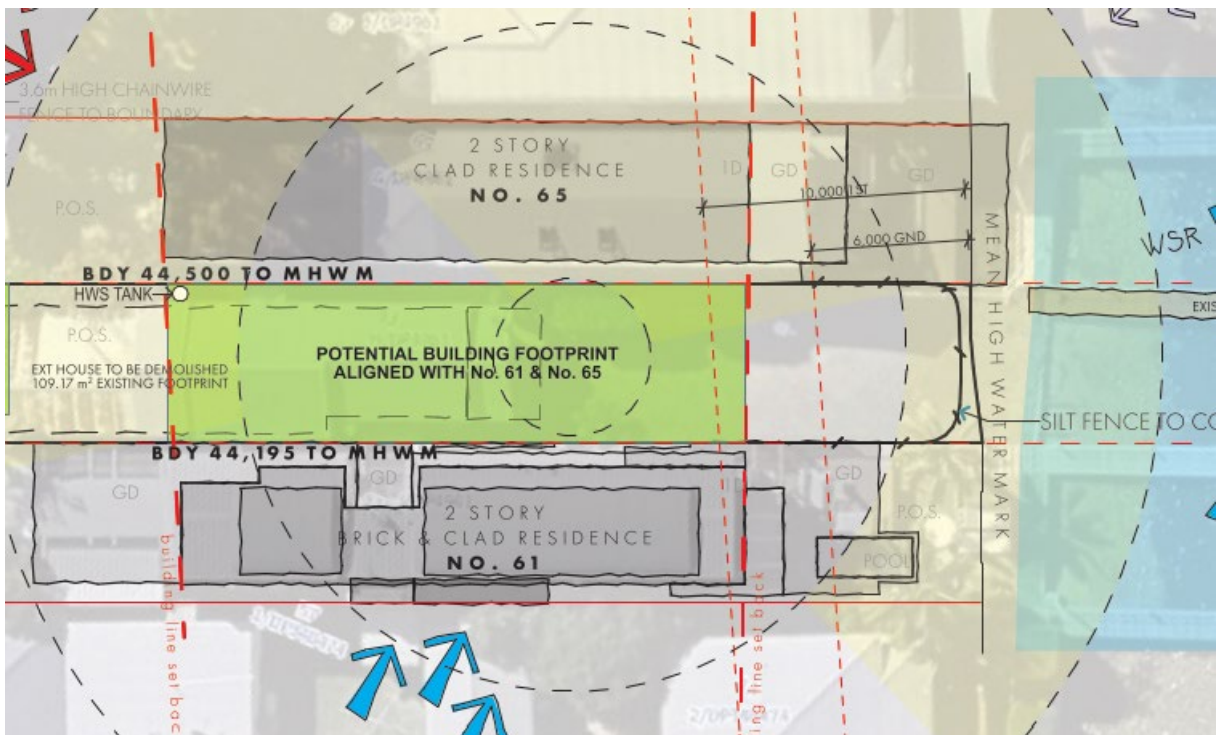 3.6m HIGH CHAINWIRE
FENCE TO BOUNDARY
2 STORY
CLAD RESIDENCE
NO. 65
GD
GD
10,000 1ST
6,000 GND
P.O.S.
WSR
MEAN HIGH WATER MARK
BDY 44,500 TO MHWM
HWS TANK
P.O.S.
EXT HOUSE TO BE DEMOLISHED
109.17 m² EXISTING FOOTPRINT
POTENTIAL BUILDING FOOTPRINT
ALIGNED WITH No. 61 & No. 65
SILT FENCE TO CO
BDY 44,195 TO MHWM
GD
GD
GD
P.O.S.
2 STORY
BRICK & CLAD RESIDENCE
NO. 61
POOL
building line set bac
ing line set back